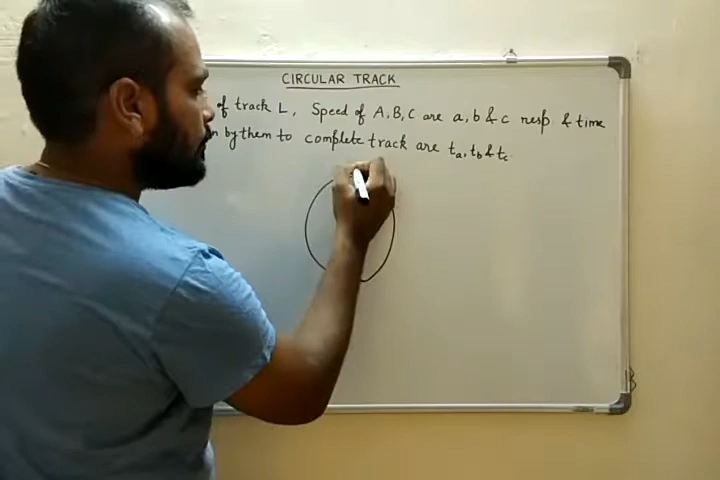 CIRCULAR TRACK
of track L, Speed of A, B, C are a, b & c resp. & time
by them to complete track are ta, tb & tc.